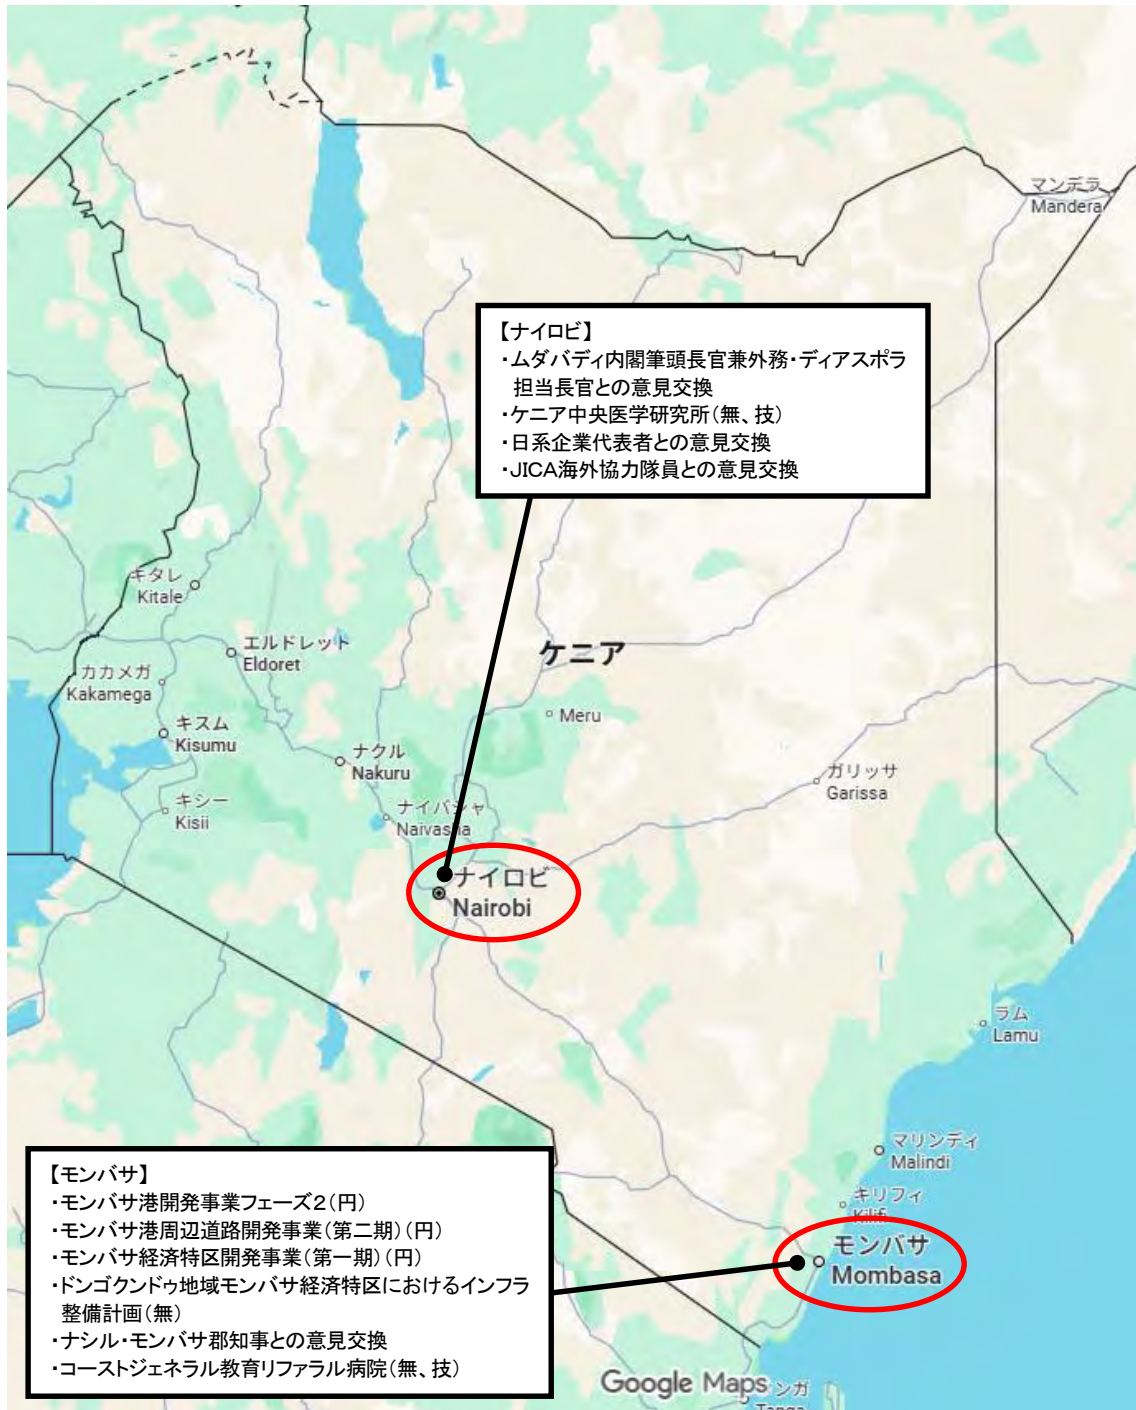 マンデラ
Mandera
【ナイロビ】
・ムダバディ内閣筆頭長官兼外務・ディアスポラ
担当長官との意見交換
・ケニア中央医学研究所(無、技)
・日系企業代表者との意見交換
・JICA海外協力隊員との意見交換
キタレ
Kitale
エルドレット
Eldoret
ケニア
カカメガ
Kakamega
Meru
キスム
Kisumu
ナクル
Nakuru
ガリッサ
Garissa
キシー
Kisii
ナイバシャ
Naivasha
ナイロビ
Nairobi
ラム
Lamu
マリンディ
Malindi
キリフィ
Kilifi
【モンバサ】
・モンバサ港開発事業フェーズ2(円)
・モンバサ港周辺道路開発事業(第二期)(円)
・モンバサ経済特区開発事業(第一期)(円)
・ドンゴクンドゥ地域モンバサ経済特区におけるインフラ
整備計画(無)
・ナシル・モンバサ郡知事との意見交換
・コーストジェネラル教育リファラル病院(無、技)
モンバサ
Mombasa
Google Maps
ンガ
Tanga